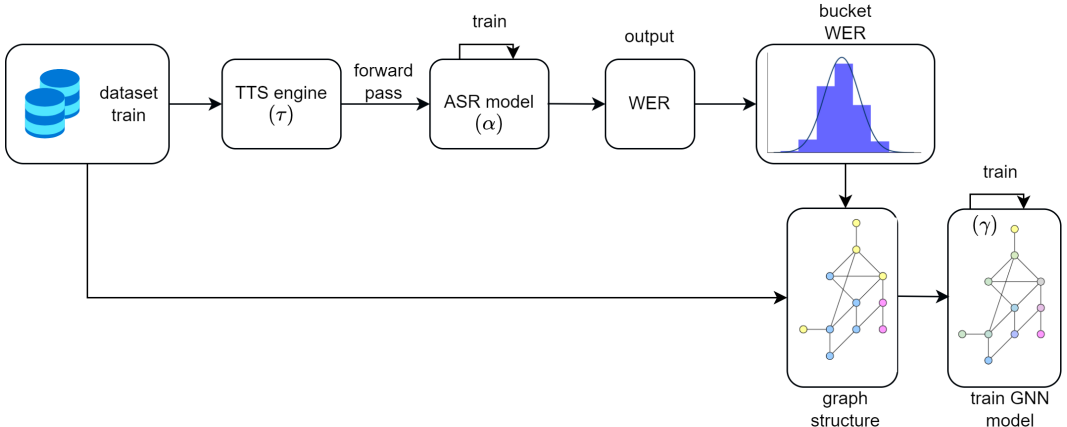 dataset
train
TTS engine
(τ)
forward
pass
train
ASR model
(α)
output
WER
bucket
WER
graph
structure
train
(γ)
train GNN
model